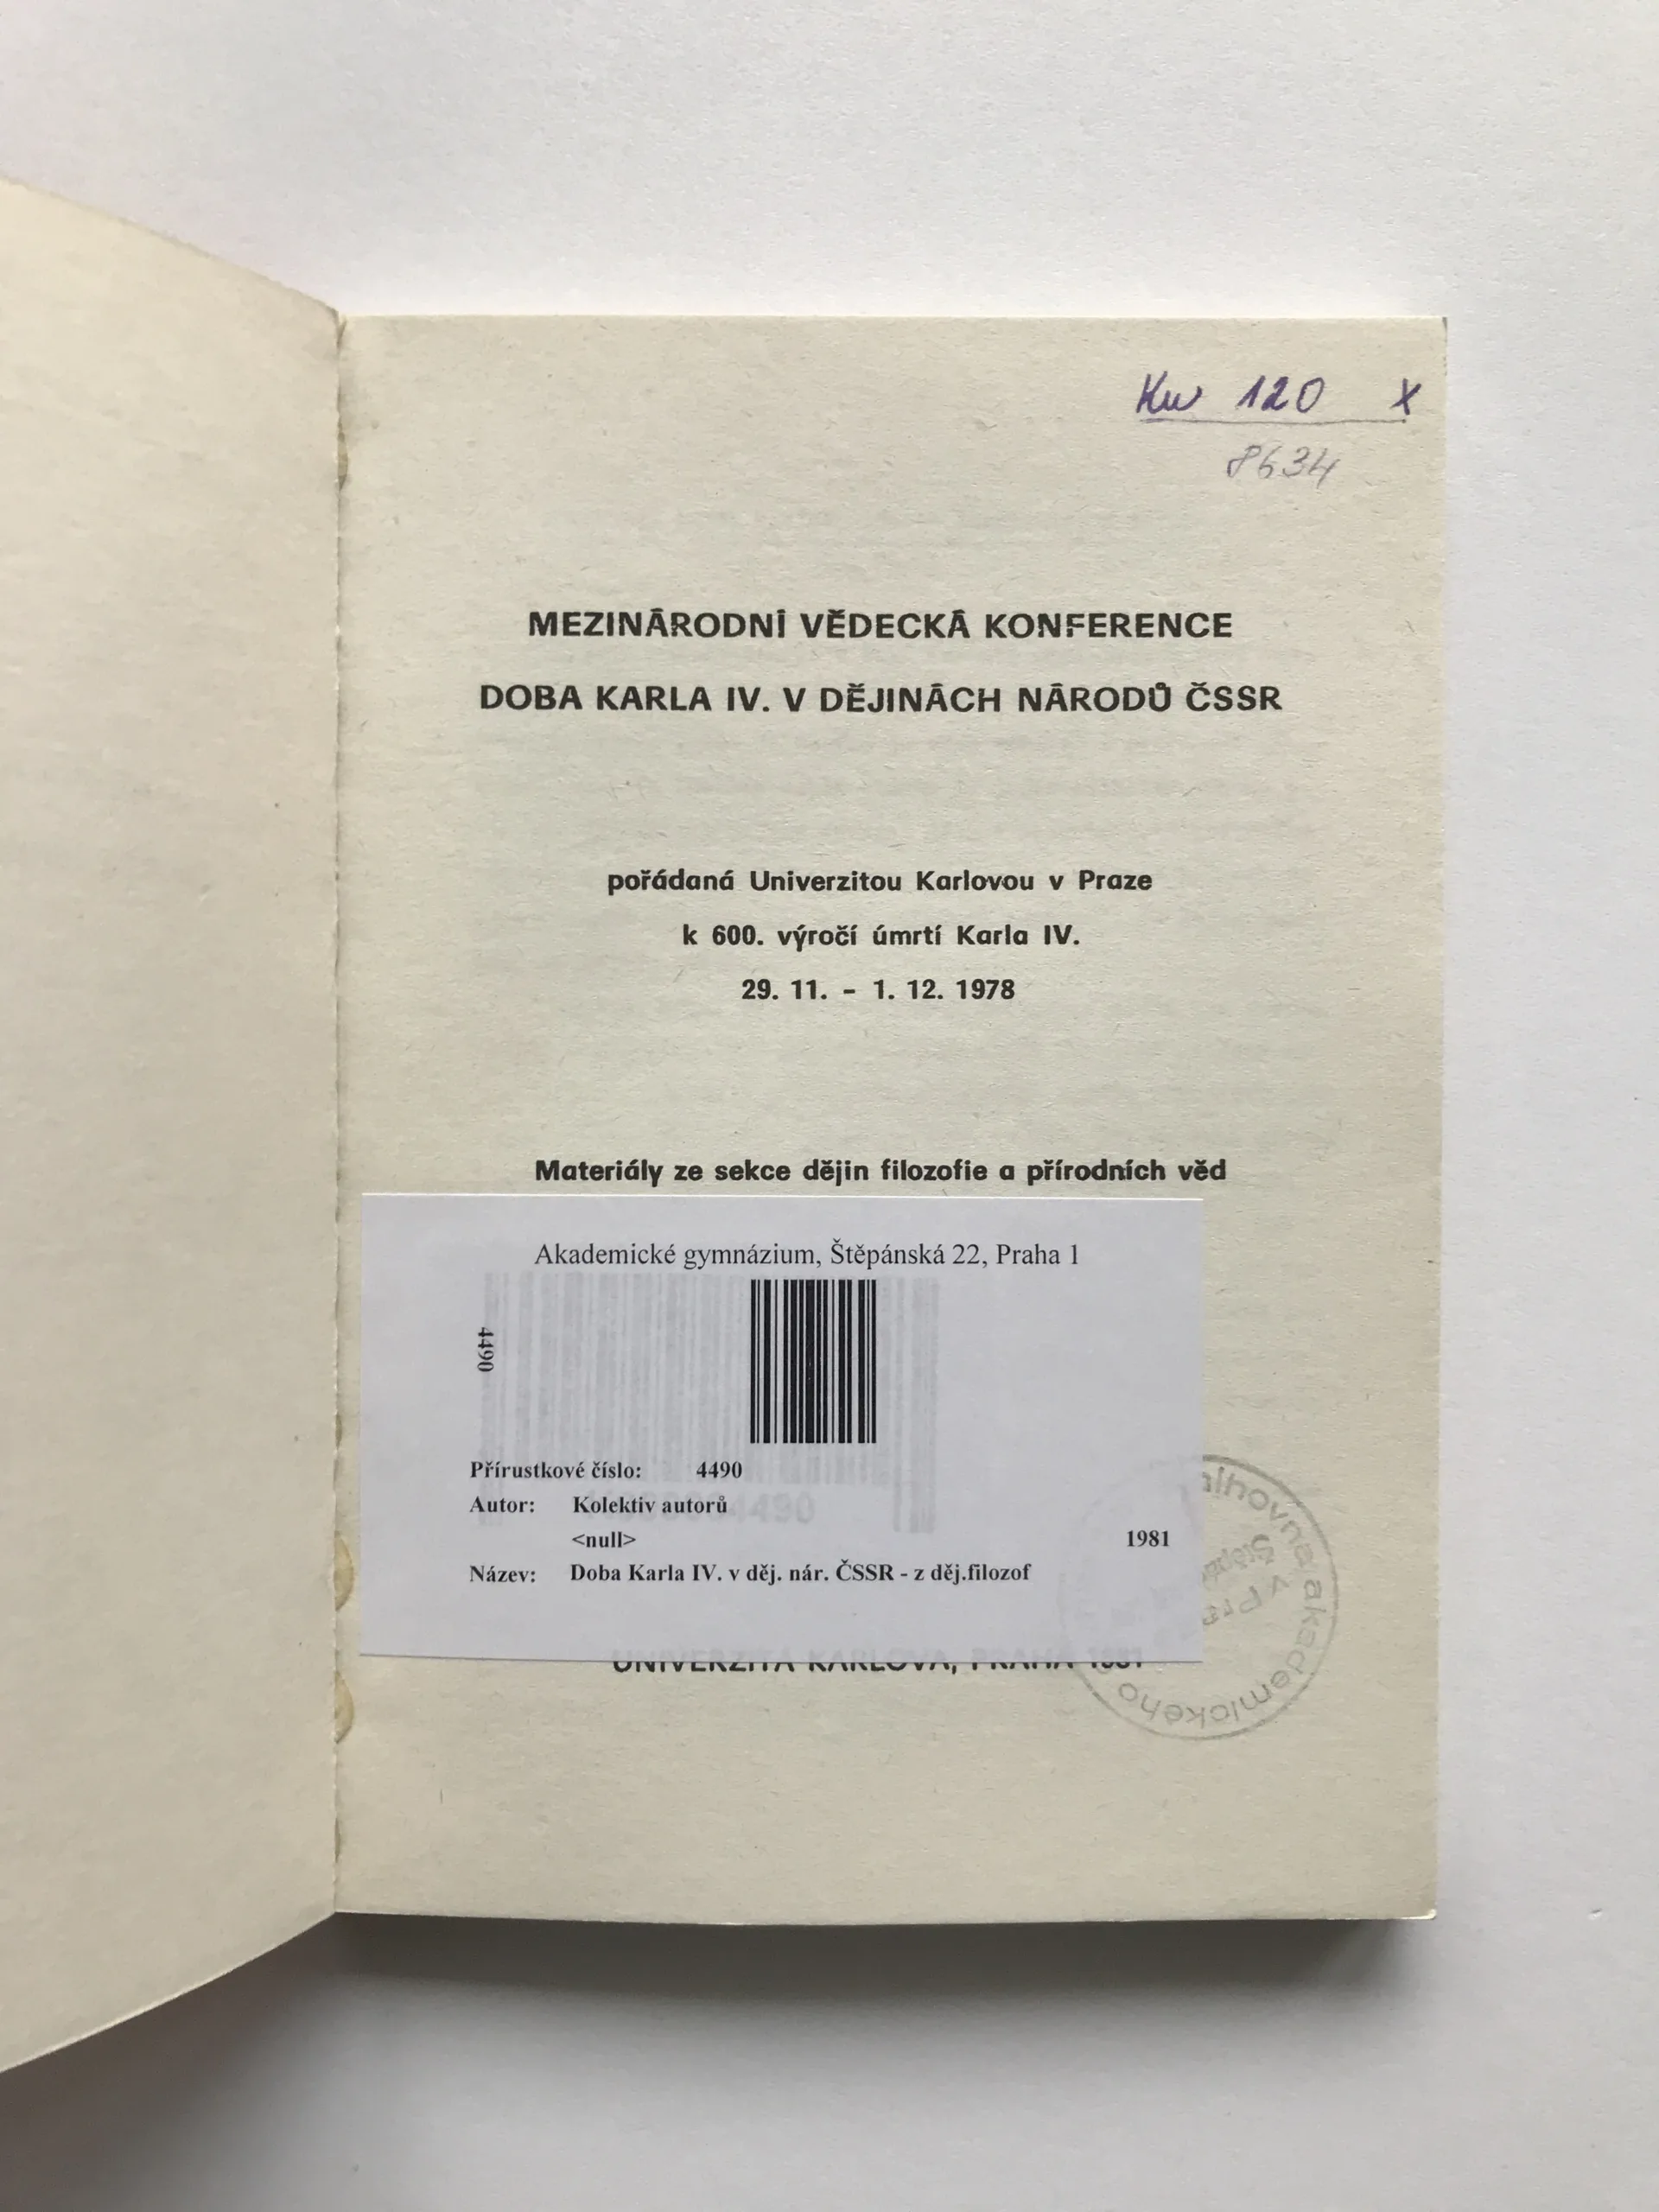 Kw 120 x
8634
MEZINÁRODNÍ VĚDECKÁ KONFERENCE
DOBA KARLA IV. V DĚJINÁCH NÁRODŮ ČSSR
pořádaná Univerzitou Karlovou v Praze
k 600. výročí úmrtí Karla IV.
29. 11. - 1. 12. 1978
Materiály ze sekce dějin filozofie a přírodních věd
Akademické gymnázium, Štěpánská 22, Praha 1
4490
Přírustkové číslo: 4490
Autor: Kolektiv autorů
<null> 1981
Název: Doba Karla IV. v děj. nár. ČSSR - z děj.filozof
UNIVERZITA KARLOVA, PRAHA 1981
akademického
v